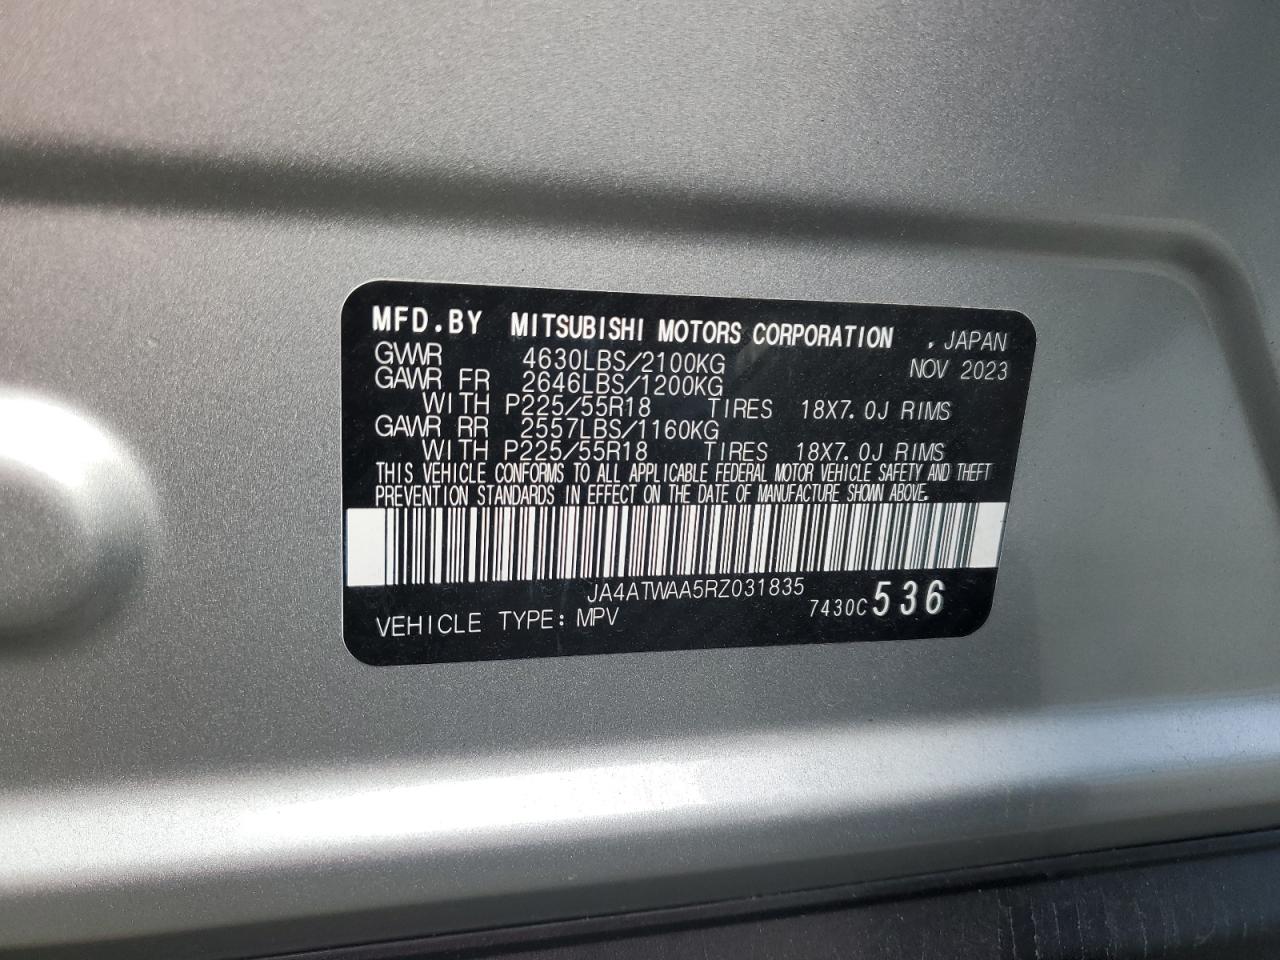 MFD.BY MITSUBISHI MOTORS CORPORATION , JAPAN
GVWR 4630LBS/2100KG NOV 2023
GAWR FR 2646LBS/1200KG
WITH P225/55R18 TIRES 18X7.0J RIMS
GAWR RR 2557LBS/1160KG
WITH P225/55R18 TIRES 18X7.0J RIMS
THIS VEHICLE CONFORMS TO ALL APPLICABLE FEDERAL MOTOR VEHICLE SAFETY AND THEFT
PREVENTION STANDARDS IN EFFECT ON THE DATE OF MANUFACTURE SHOWN ABOVE.
JA4ATWAA5RZ031835
7430C 536
VEHICLE TYPE: MPV